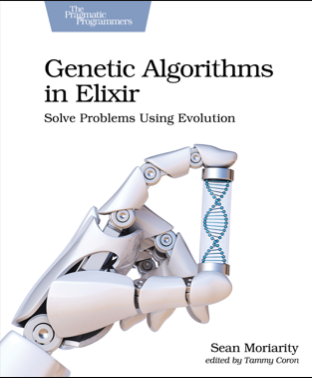 The
Pragmatic
Programmers
Genetic Algorithms
in Elixir
Solve Problems Using Evolution
Sean Moriarity
edited by Tammy Coron